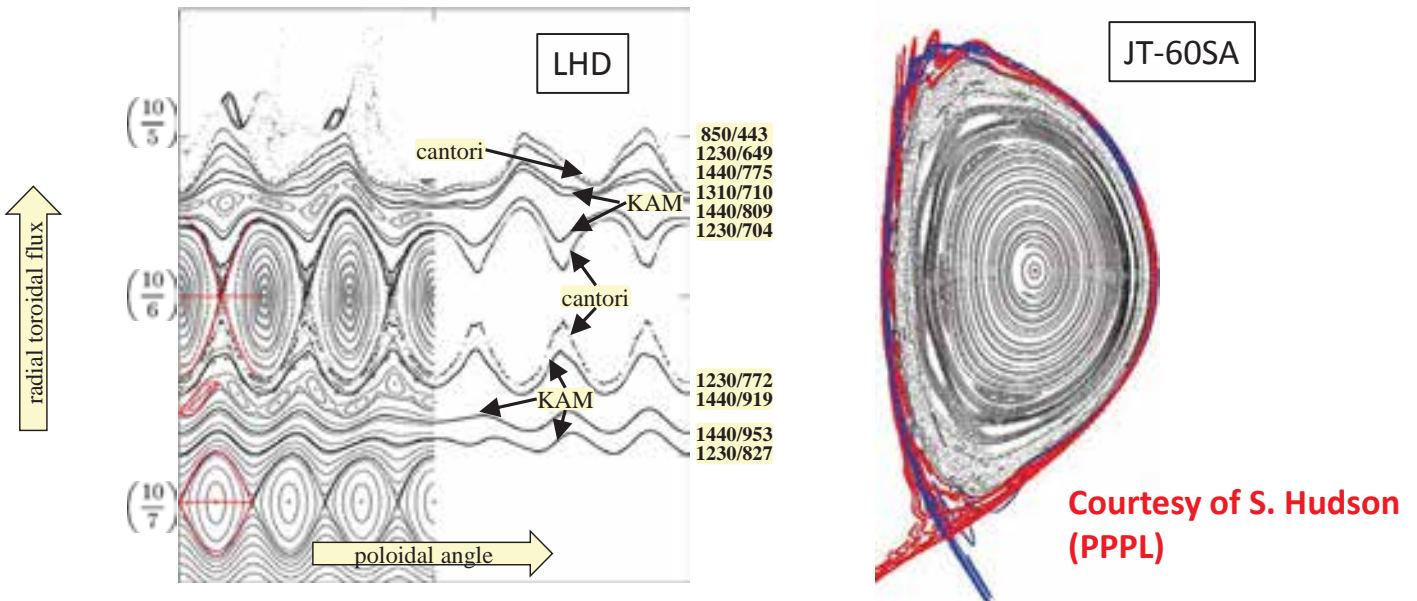 LHD
JT-60SA
(10/5)
cantori
850/443
1230/649
1440/775
1310/710
1440/809
1230/704
KAM
(10/6)
cantori
radial toroidal flux
1230/772
1440/919
KAM
1440/953
1230/827
(10/7)
poloidal angle
Courtesy of S. Hudson
(PPPL)